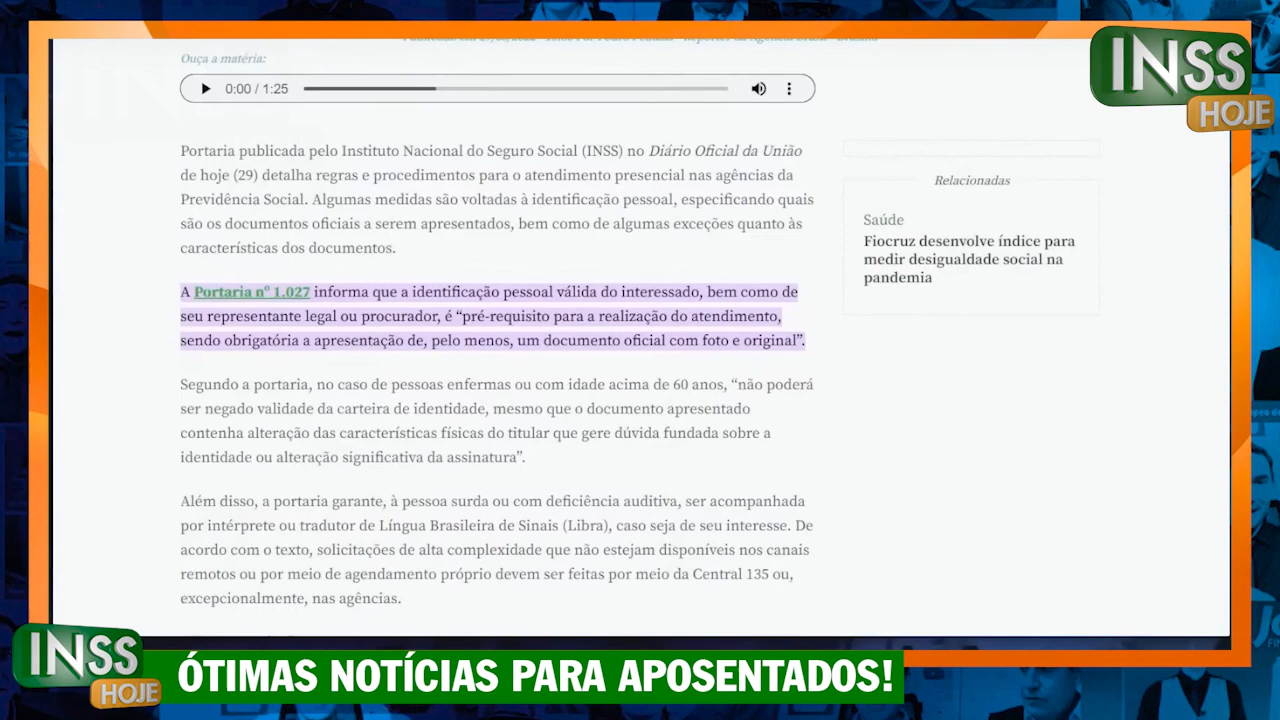 INSS
HOJE
Ouça a matéria:
0:00 / 1:25
Portaria publicada pelo Instituto Nacional do Seguro Social (INSS) no Diário Oficial da União
de hoje (29) detalha regras e procedimentos para o atendimento presencial nas agências da
Previdência Social. Algumas medidas são voltadas à identificação pessoal, especificando quais
são os documentos oficiais a serem apresentados, bem como de algumas exceções quanto às
características dos documentos.
A Portaria nº 1.027 informa que a identificação pessoal válida do interessado, bem como de
seu representante legal ou procurador, é “pré-requisito para a realização do atendimento,
sendo obrigatória a apresentação de, pelo menos, um documento oficial com foto e original”.
Segundo a portaria, no caso de pessoas enfermas ou com idade acima de 60 anos, “não poderá
ser negado validade da carteira de identidade, mesmo que o documento apresentado
contenha alteração das características físicas do titular que gere dúvida fundada sobre a
identidade ou alteração significativa da assinatura”.
Além disso, a portaria garante, à pessoa surda ou com deficiência auditiva, ser acompanhada
por intérprete ou tradutor de Língua Brasileira de Sinais (Libra), caso seja de seu interesse. De
acordo com o texto, solicitações de alta complexidade que não estejam disponíveis nos canais
remotos ou por meio de agendamento próprio devem ser feitas por meio da Central 135 ou,
excepcionalmente, nas agências.
Relacionadas
Saúde
Fiocruz desenvolve índice para
medir desigualdade social na
pandemia
INSS
HOJE
ÓTIMAS NOTÍCIAS PARA APOSENTADOS!